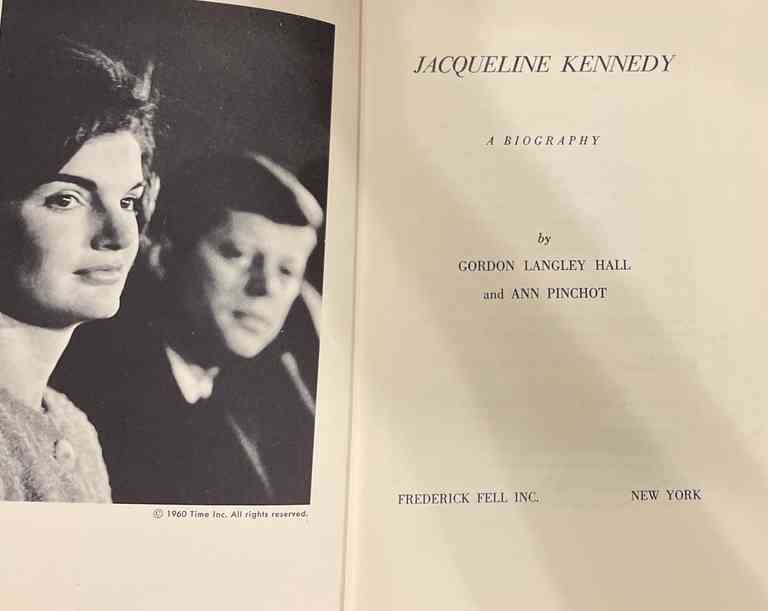 © 1960 Time Inc. All rights reserved.
JACQUELINE KENNEDY
A BIOGRAPHY
by
GORDON LANGLEY HALL
and ANN PINCHOT
FREDERICK FELL INC. NEW YORK